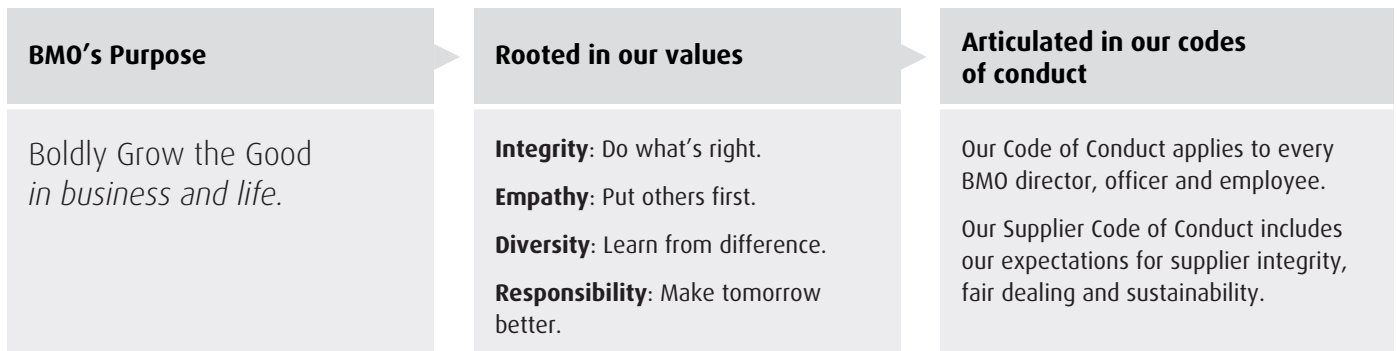 BMO's Purpose
Boldly Grow the Good
in business and life.
Rooted in our values
Integrity: Do what's right.
Empathy: Put others first.
Diversity: Learn from difference.
Responsibility: Make tomorrow
better.
Articulated in our codes
of conduct
Our Code of Conduct applies to every
BMO director, officer and employee.
Our Supplier Code of Conduct includes
our expectations for supplier integrity,
fair dealing and sustainability.